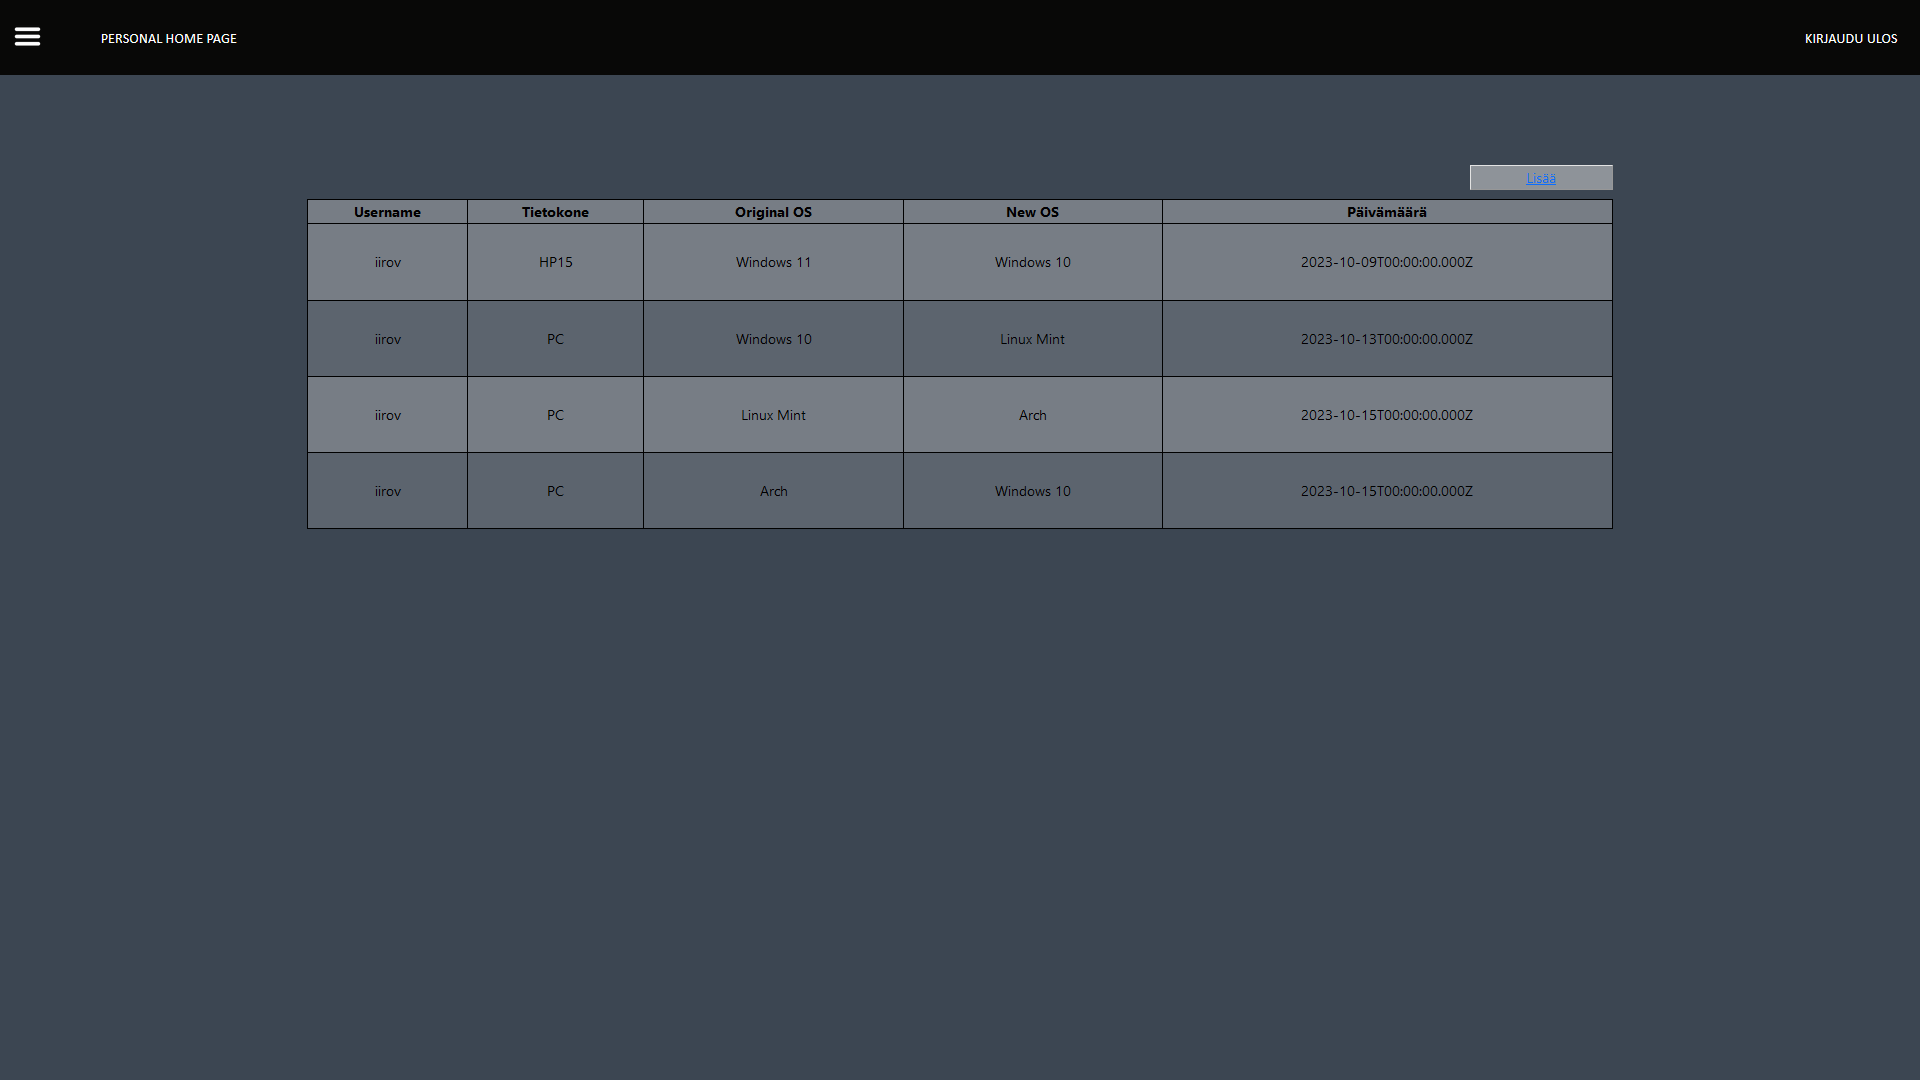 PERSONAL HOME PAGE KIRJAUDU ULOS
Lisää
Username Tietokone Original OS New OS Päivämäärä
iirov HP15 Windows 11 Windows 10 2023-10-09T00:00:00.000Z
iirov PC Windows 10 Linux Mint 2023-10-13T00:00:00.000Z
iirov PC Linux Mint Arch 2023-10-15T00:00:00.000Z
iirov PC Arch Windows 10 2023-10-15T00:00:00.000Z